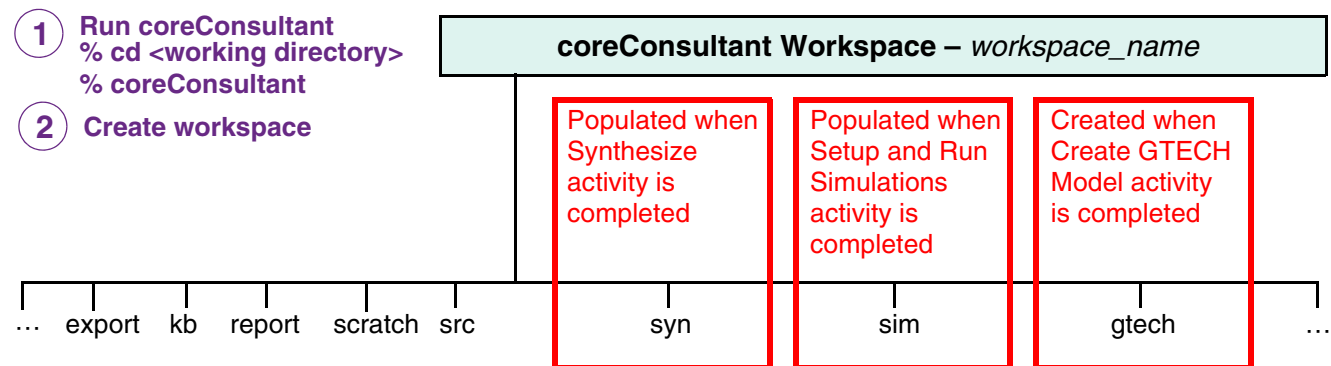 1 Run coreConsultant
% cd <working directory>
% coreConsultant
2 Create workspace
coreConsultant Workspace – workspace_name
Populated when
Synthesize
activity is
completed
Populated when
Setup and Run
Simulations
activity is
completed
Created when
Create GTECH
Model activity
is completed
... export kb report scratch src syn sim gtech ...